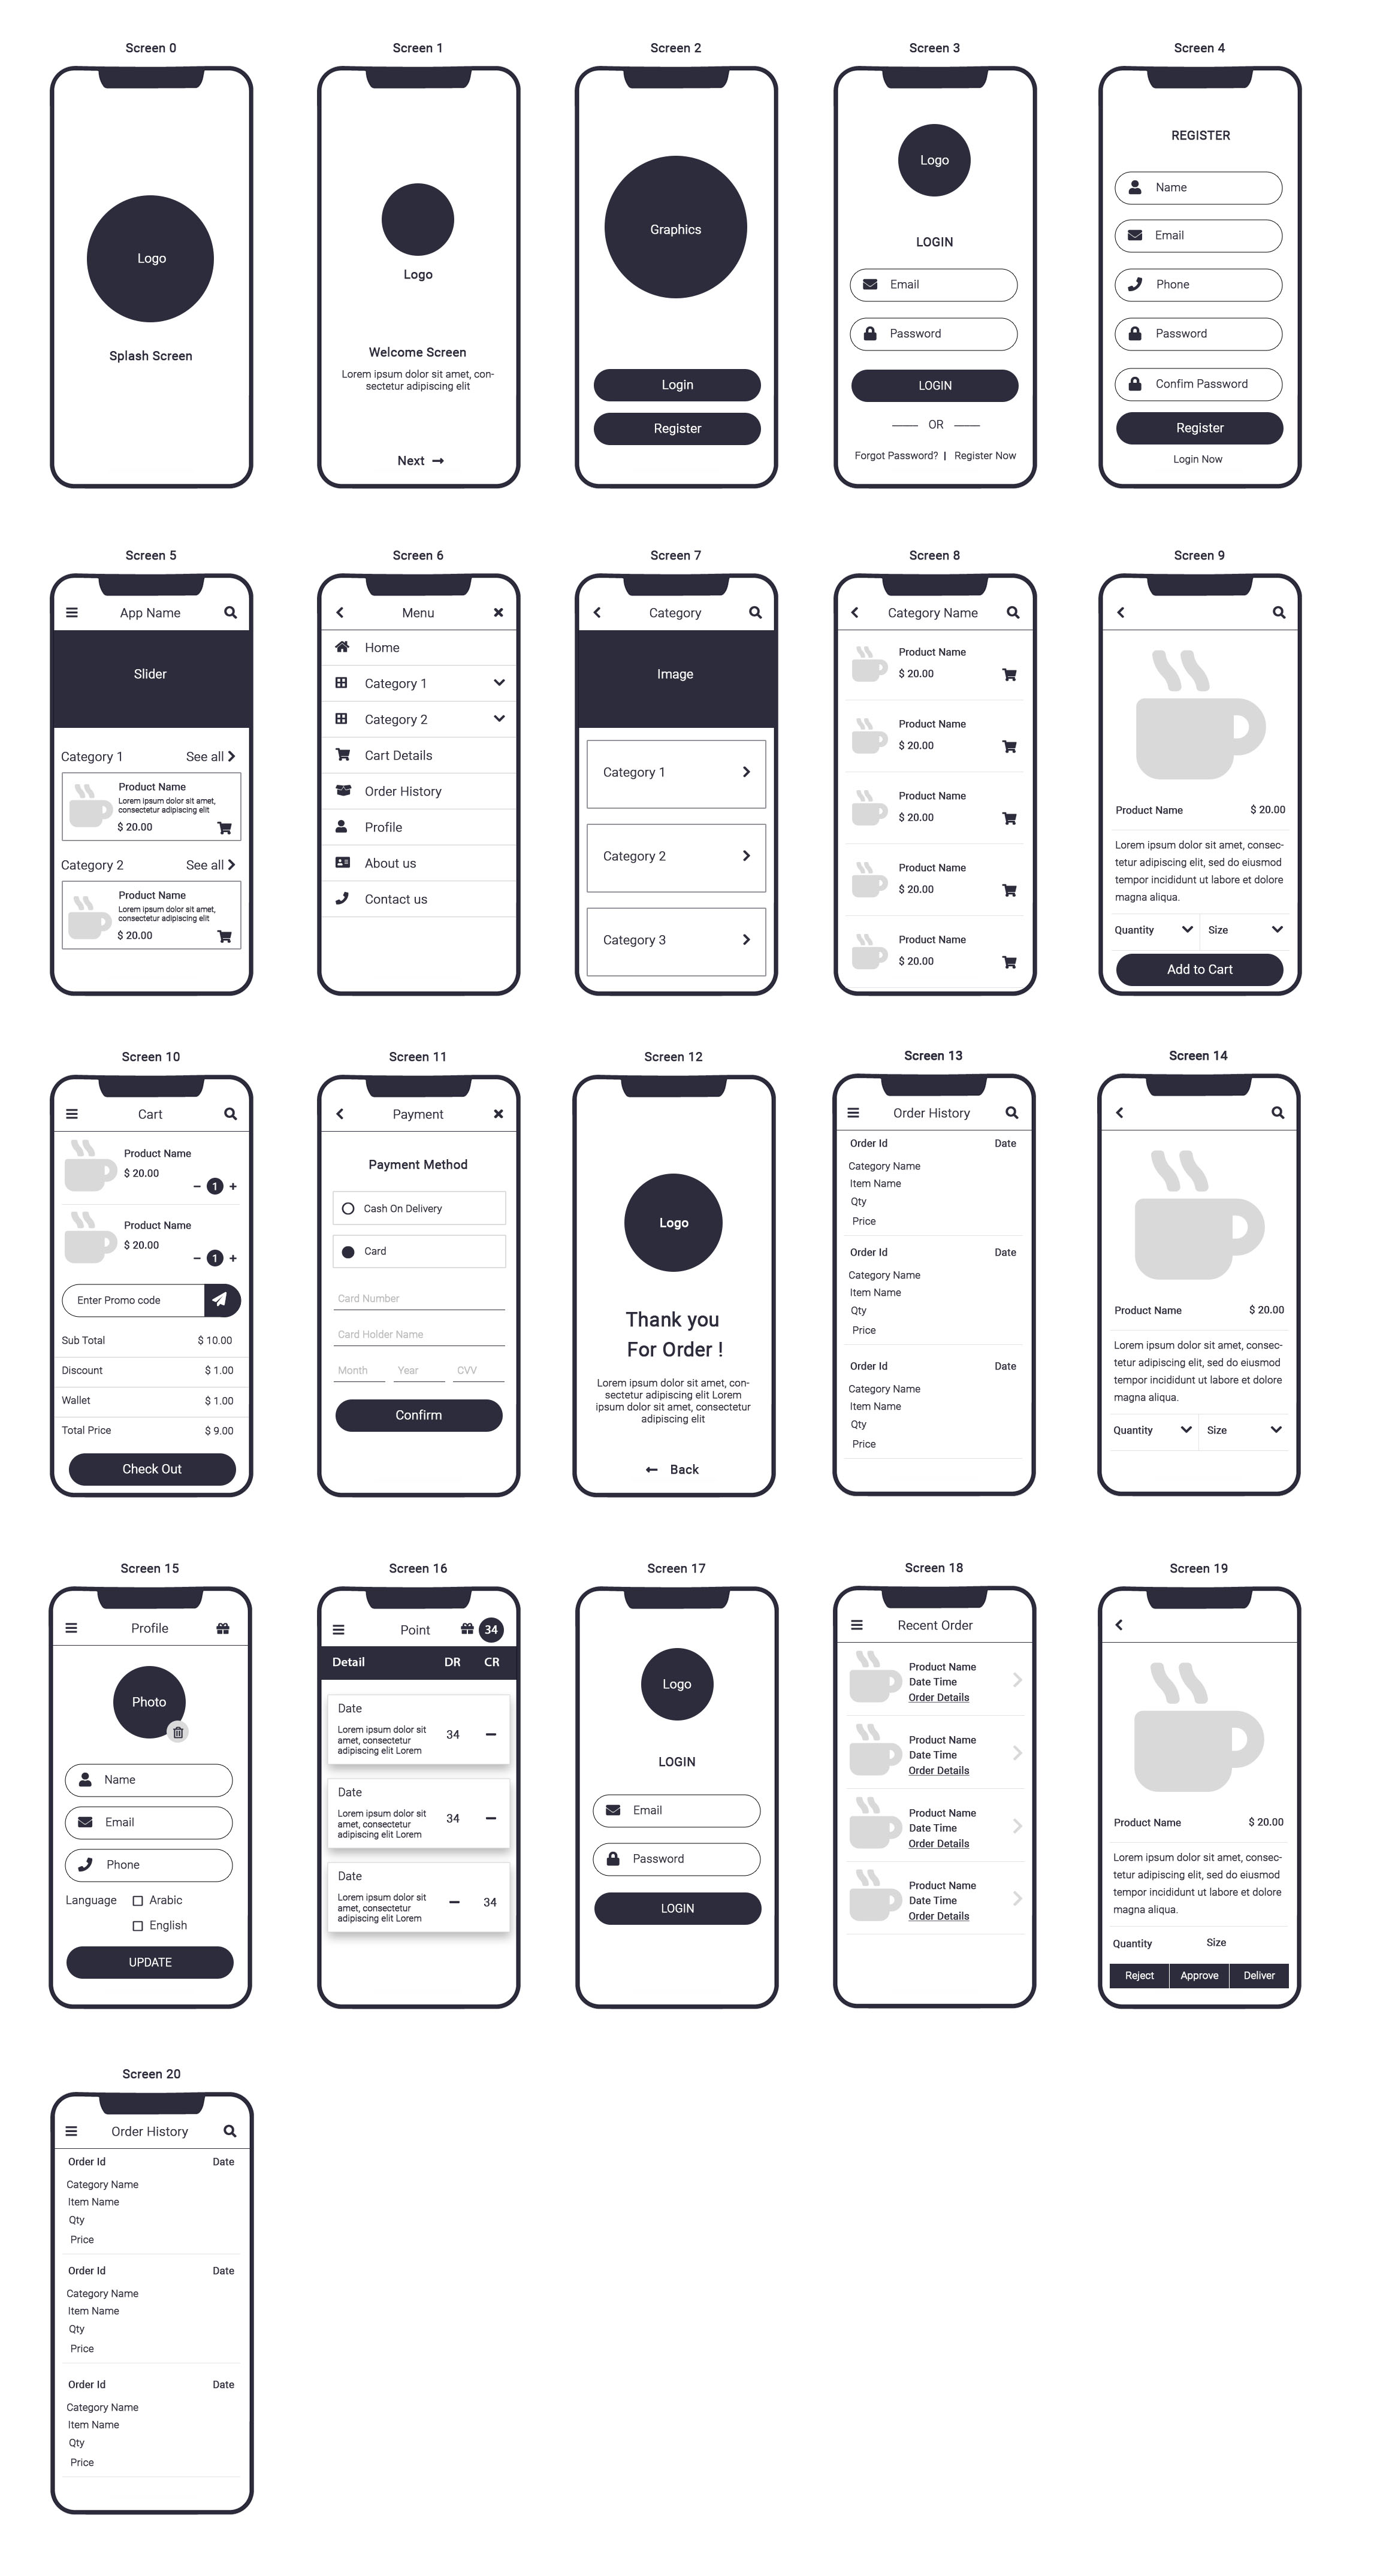 Screen 0
Logo
Splash Screen
Screen 1
Logo
Welcome Screen
Lorem ipsum dolor sit amet, con-
sectetur adipiscing elit
Next
Screen 2
Graphics
Login
Register
Screen 3
Logo
LOGIN
Email
Password
LOGIN
OR
Forgot Password? | Register Now
Screen 4
REGISTER
Name
Email
Phone
Password
Confim Password
Register
Login Now
Screen 5
App Name
Slider
Category 1 See all
Product Name
Lorem ipsum dolor sit amet,
consectetur adipiscing elit
$ 20.00
Category 2 See all
Product Name
Lorem ipsum dolor sit amet,
consectetur adipiscing elit
$ 20.00
Screen 6
Menu
Home
Category 1
Category 2
Cart Details
Order History
Profile
About us
Contact us
Screen 7
Category
Image
Category 1
Category 2
Category 3
Screen 8
Category Name
Product Name
$ 20.00
Product Name
$ 20.00
Product Name
$ 20.00
Product Name
$ 20.00
Product Name
$ 20.00
Screen 9
Product Name $ 20.00
Lorem ipsum dolor sit amet, consec-
tetur adipiscing elit, sed do eiusmod
tempor incididunt ut labore et dolore
magna aliqua.
Quantity Size
Add to Cart
Screen 10
Cart
Product Name
$ 20.00
- 1 +
Product Name
$ 20.00
- 1 +
Enter Promo code
Sub Total $ 10.00
Discount $ 1.00
Wallet $ 1.00
Total Price $ 9.00
Check Out
Screen 11
Payment
Payment Method
Cash On Delivery
Card
Card Number
Card Holder Name
Month Year CVV
Confirm
Screen 12
Logo
Thank you
For Order !
Lorem ipsum dolor sit amet, con-
sectetur adipiscing elit Lorem
ipsum dolor sit amet, consectetur
adipiscing elit
Back
Screen 13
Order History
Order Id Date
Category Name
Item Name
Qty
Price
Order Id Date
Category Name
Item Name
Qty
Price
Order Id Date
Category Name
Item Name
Qty
Price
Screen 14
Product Name $ 20.00
Lorem ipsum dolor sit amet, consec-
tetur adipiscing elit, sed do eiusmod
tempor incididunt ut labore et dolore
magna aliqua.
Quantity Size
Screen 15
Profile
Photo
Name
Email
Phone
Language Arabic
English
UPDATE
Screen 16
Point 34
Detail DR CR
Date
Lorem ipsum dolor sit
amet, consectetur
adipiscing elit Lorem
34 -
Date
Lorem ipsum dolor sit
amet, consectetur
adipiscing elit Lorem
34 -
Date
Lorem ipsum dolor sit
amet, consectetur
adipiscing elit Lorem
- 34
Screen 17
Logo
LOGIN
Email
Password
LOGIN
Screen 18
Recent Order
Product Name
Date Time
Order Details
Product Name
Date Time
Order Details
Product Name
Date Time
Order Details
Product Name
Date Time
Order Details
Screen 19
Product Name $ 20.00
Lorem ipsum dolor sit amet, consec-
tetur adipiscing elit, sed do eiusmod
tempor incididunt ut labore et dolore
magna aliqua.
Quantity Size
Reject Approve Deliver
Screen 20
Order History
Order Id Date
Category Name
Item Name
Qty
Price
Order Id Date
Category Name
Item Name
Qty
Price
Order Id Date
Category Name
Item Name
Qty
Price